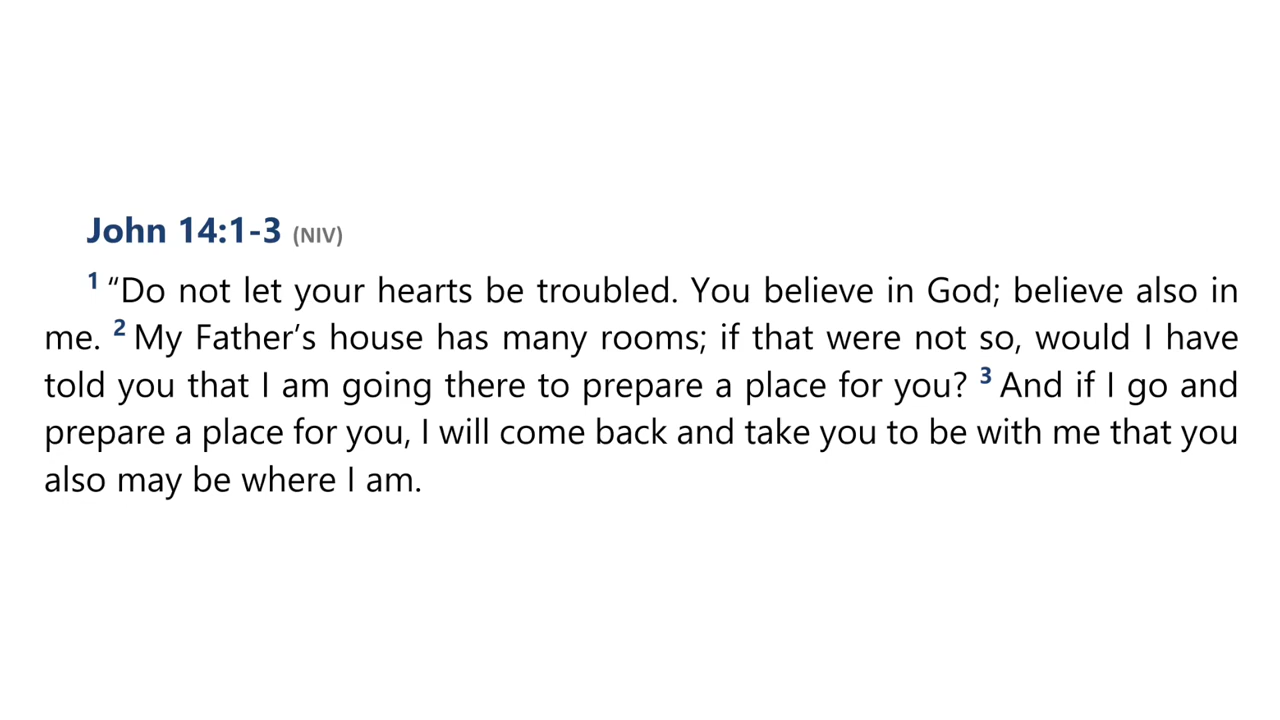 John 14:1-3 (NIV)
1 “Do not let your hearts be troubled. You believe in God; believe also in
me. 2 My Father’s house has many rooms; if that were not so, would I have
told you that I am going there to prepare a place for you? 3 And if I go and
prepare a place for you, I will come back and take you to be with me that you
also may be where I am.